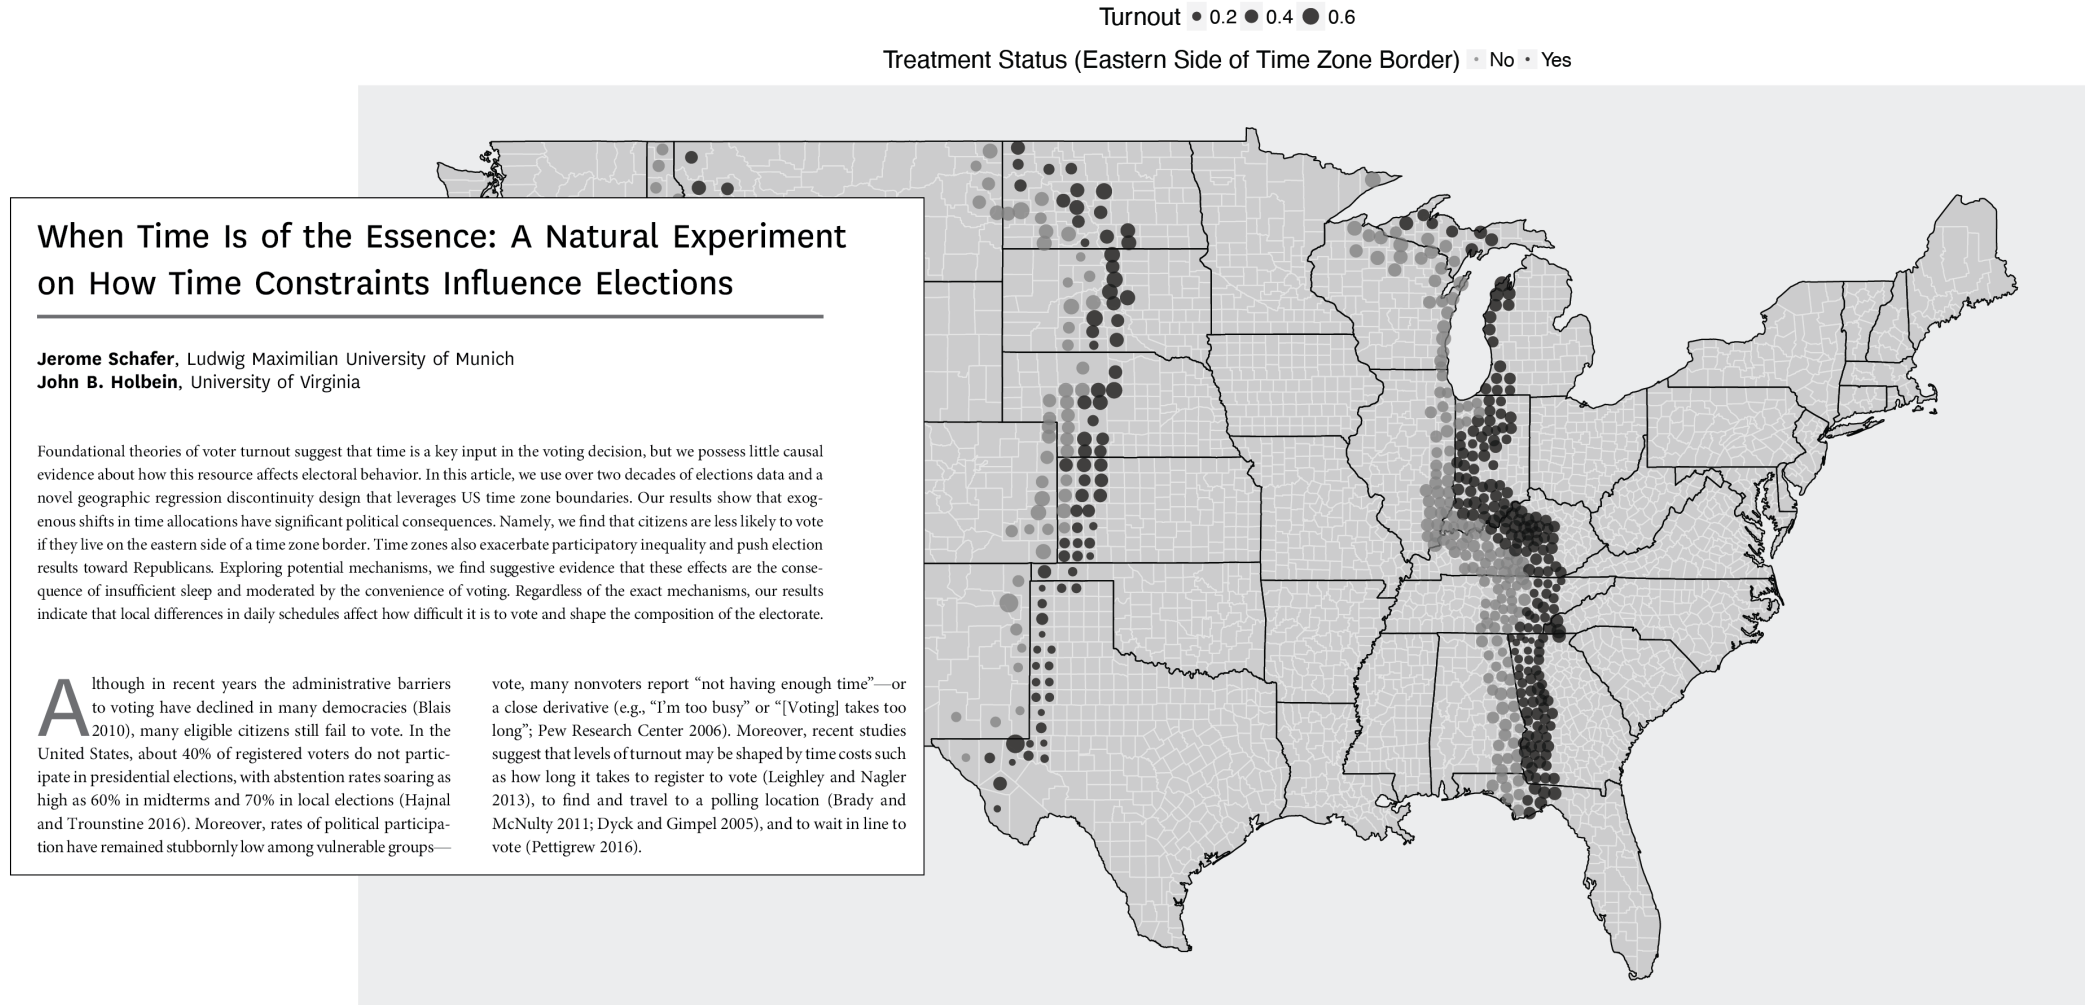 Turnout 0.2 0.4 0.6
Treatment Status (Eastern Side of Time Zone Border) No Yes
When Time Is of the Essence: A Natural Experiment
on How Time Constraints Influence Elections
Jerome Schafer, Ludwig Maximilian University of Munich
John B. Holbein, University of Virginia
Foundational theories of voter turnout suggest that time is a key input in the voting decision, but we possess little causal
evidence about how this resource affects electoral behavior. In this article, we use over two decades of elections data and a
novel geographic regression discontinuity design that leverages US time zone boundaries. Our results show that exog-
enous shifts in time allocations have significant political consequences. Namely, we find that citizens are less likely to vote
if they live on the eastern side of a time zone border. Time zones also exacerbate participatory inequality and push election
results toward Republicans. Exploring potential mechanisms, we find suggestive evidence that these effects are the conse-
quence of insufficient sleep and moderated by the convenience of voting. Regardless of the exact mechanisms, our results
indicate that local differences in daily schedules affect how difficult it is to vote and shape the composition of the electorate.
Although in recent years the administrative barriers
to voting have declined in many democracies (Blais
2010), many eligible citizens still fail to vote. In the
United States, about 40% of registered voters do not partic-
ipate in presidential elections, with abstention rates soaring as
high as 60% in midterms and 70% in local elections (Hajnal
and Trounstine 2016). Moreover, rates of political participa-
tion have remained stubbornly low among vulnerable groups—
vote, many nonvoters report “not having enough time”—or
a close derivative (e.g., “I’m too busy” or “[Voting] takes too
long”; Pew Research Center 2006). Moreover, recent studies
suggest that levels of turnout may be shaped by time costs such
as how long it takes to register to vote (Leighley and Nagler
2013), to find and travel to a polling location (Brady and
McNulty 2011; Dyck and Gimpel 2005), and to wait in line to
vote (Pettigrew 2016).